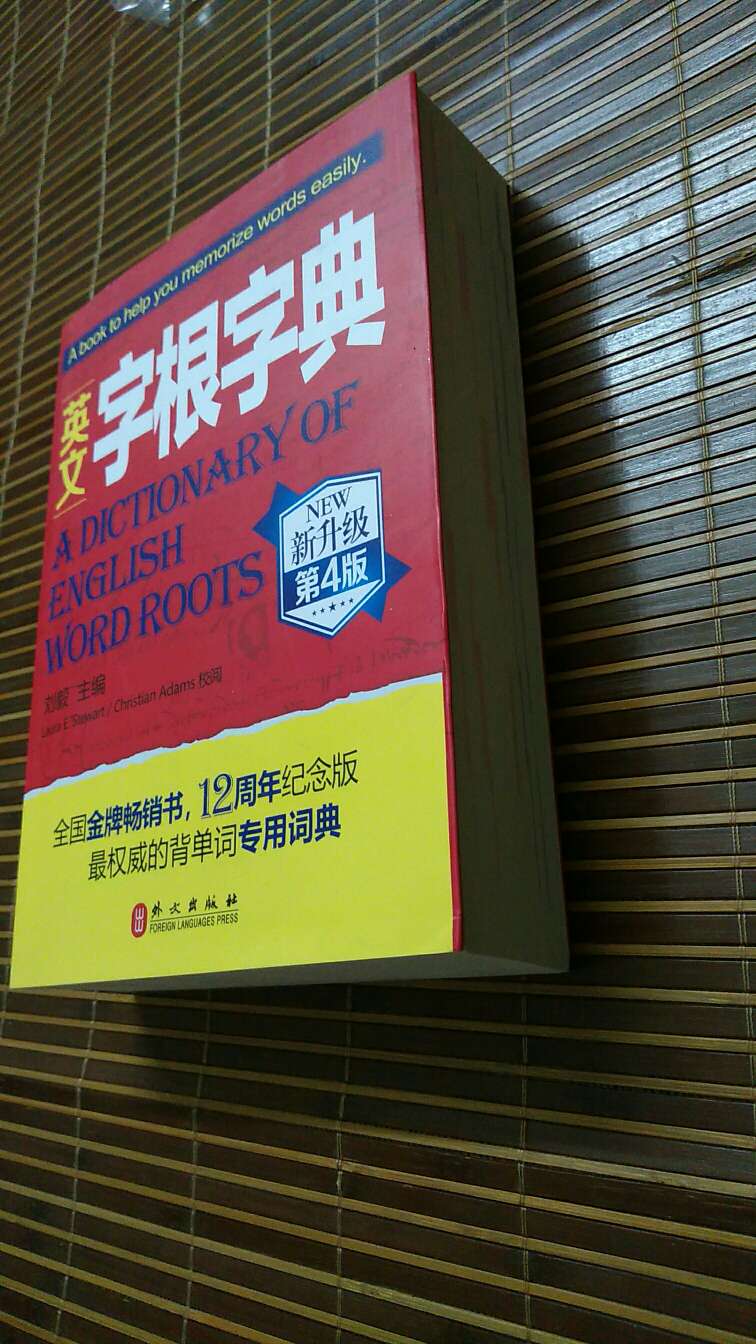 A book to help you memorize words easily.
英文
字根字典
A DICTIONARY OF
ENGLISH
WORD ROOTS
NEW
新升级
第4版
刘毅 主编
Laura E. Stewart / Christian Adams 校阅
全国金牌畅销书，12周年纪念版
最权威的背单词专用词典
外文出版社
FOREIGN LANGUAGES PRESS